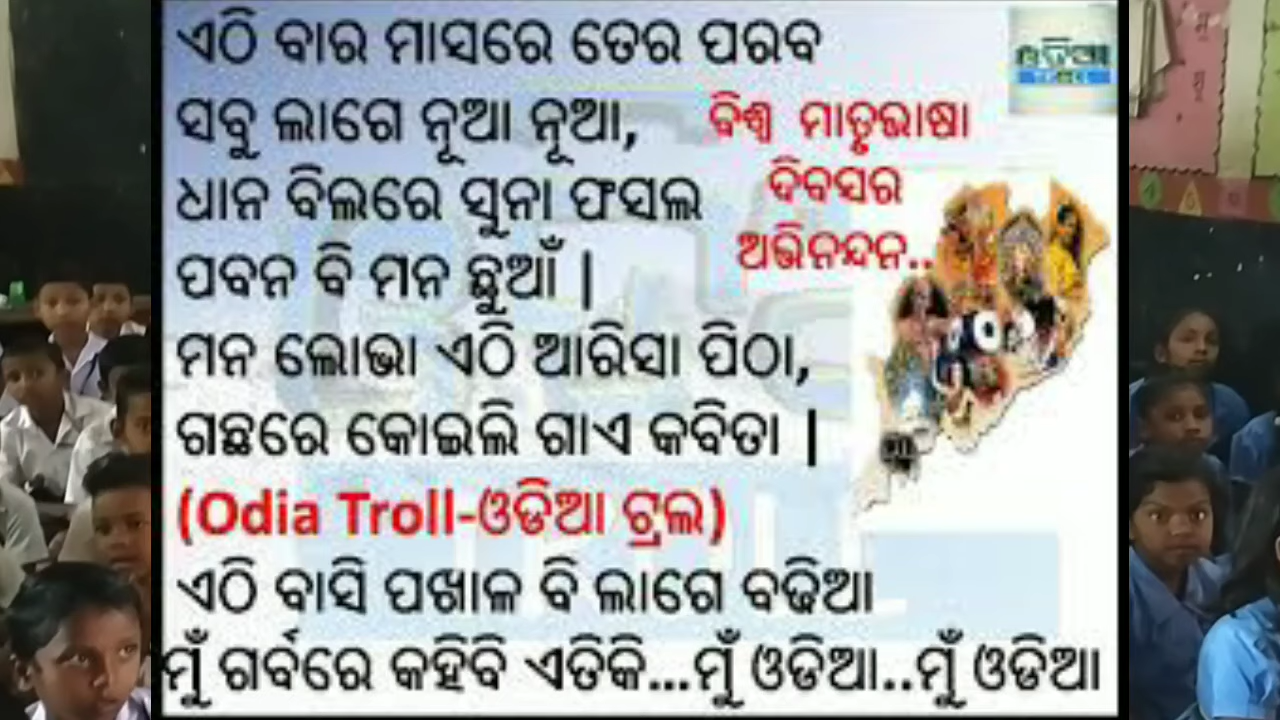 ଏଠି ବାର ମାସରେ ତେର ପରବ
ସବୁ ଲାଗେ ନୂଆ ନୂଆ,
ଧାନ ବିଲରେ ସୁନା ଫସଲ
ପବନ ବି ମନ ଛୁଆଁ |
ମନ ଲୋଭା ଏଠି ଆରିସା ପିଠା,
ଗଛରେ କୋଇଲି ଗାଏ କବିତା |
(Odia Troll-ଓଡିଆ ଟ୍ରଲ)
ଏଠି ବାସି ପଖାଳ ବି ଲାଗେ ବଢିଆ
ମୁଁ ଗର୍ବରେ କହିବି ଏତିକି...ମୁଁ ଓଡିଆ..ମୁଁ ଓଡିଆ
ବିଶ୍ଵ ମାତୃଭାଷା
ଦିବସର
ଅଭିନନ୍ଦନ..
ଓଡିଆ